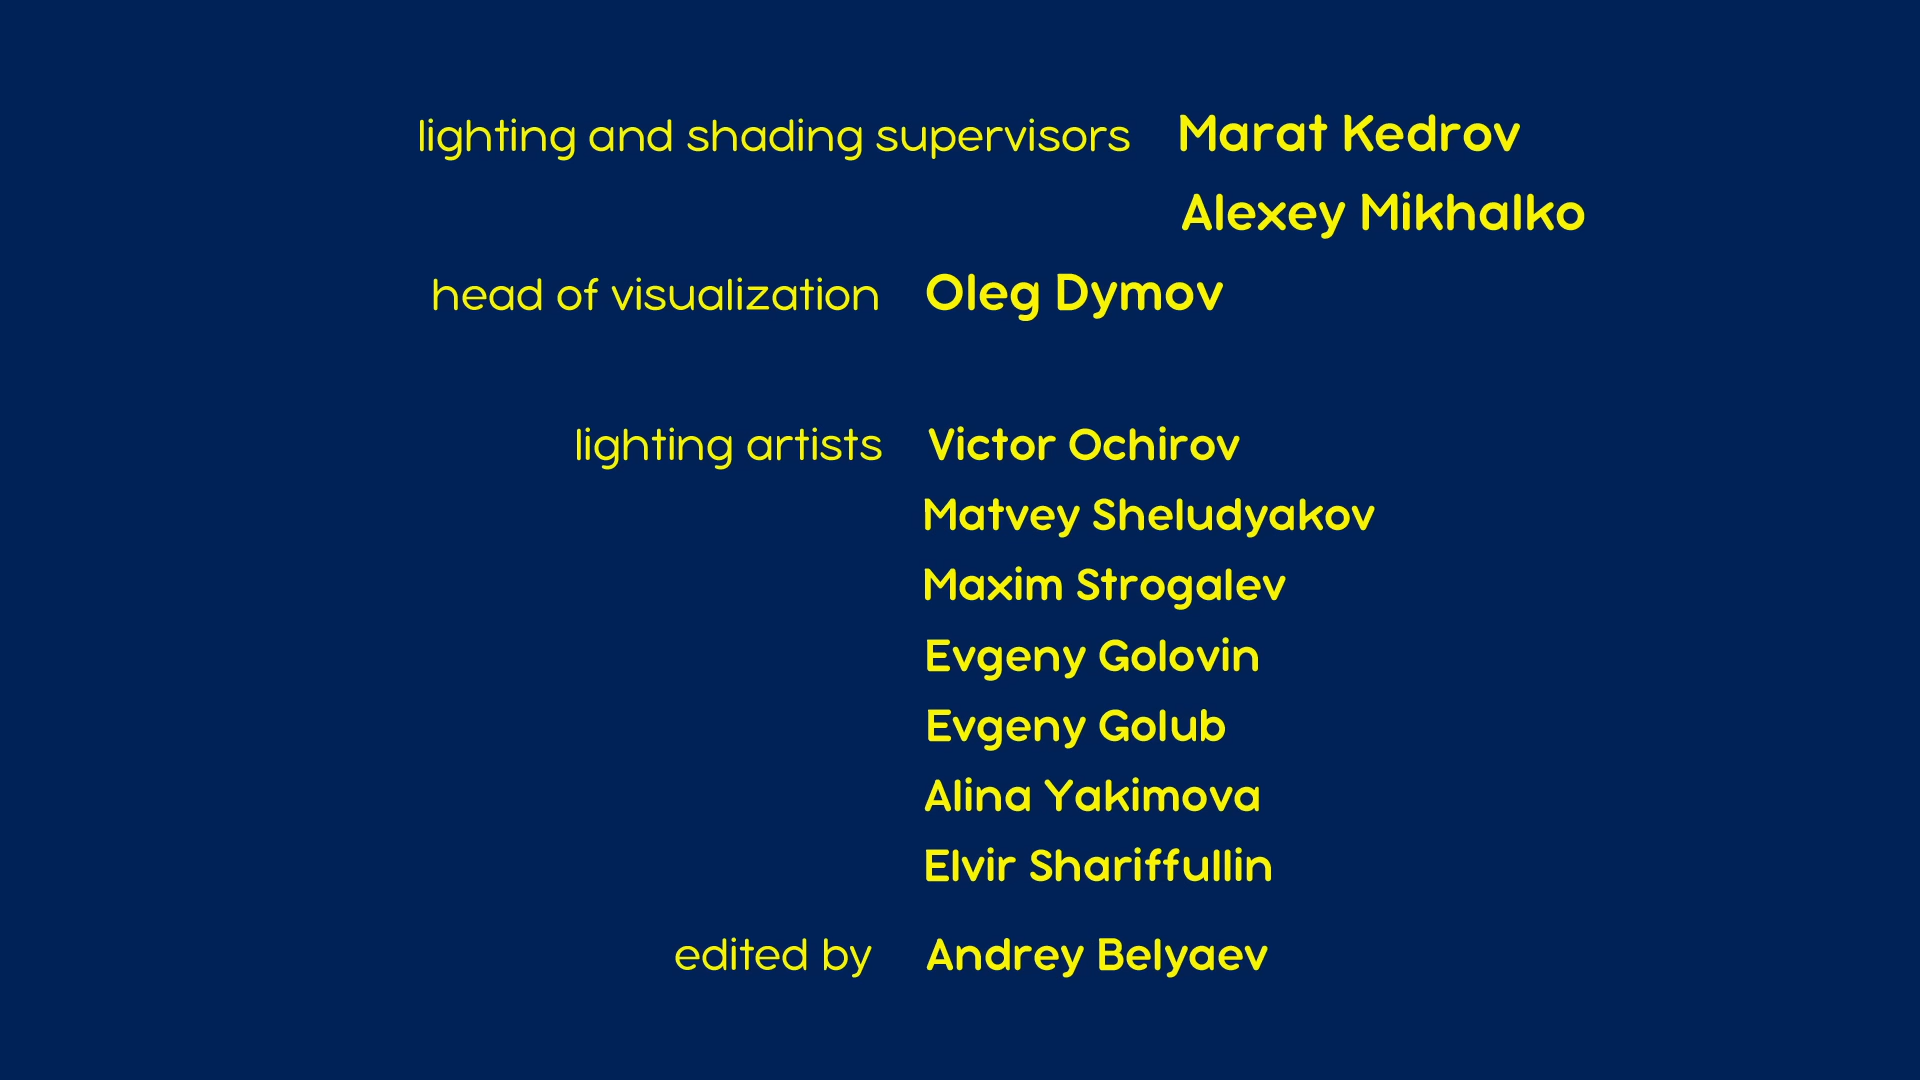 lighting and shading supervisors Marat Kedrov
Alexey Mikhalko
head of visualization Oleg Dymov
lighting artists Victor Ochirov
Matvey Sheludyakov
Maxim Strogalev
Evgeny Golovin
Evgeny Golub
Alina Yakimova
Elvir Shariffullin
edited by Andrey Belyaev